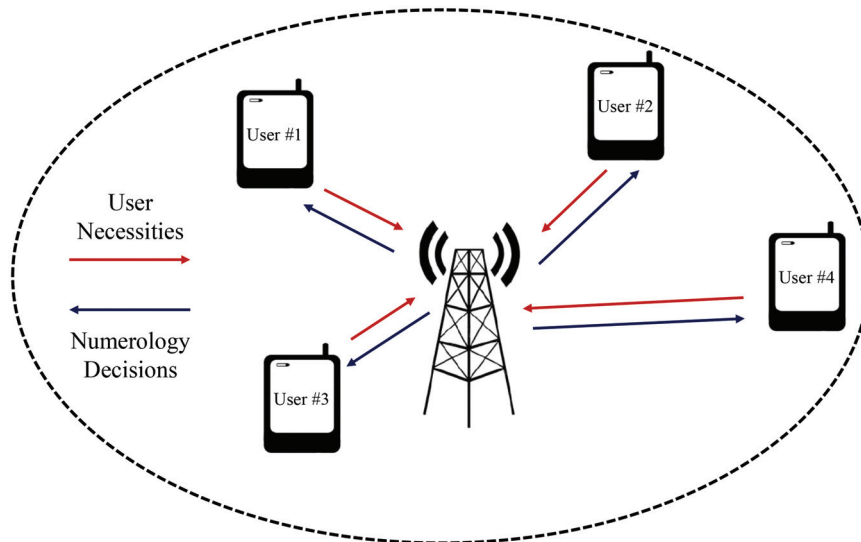 User #1
User #2
User
Necessities
User #4
Numerology
Decisions
User #3